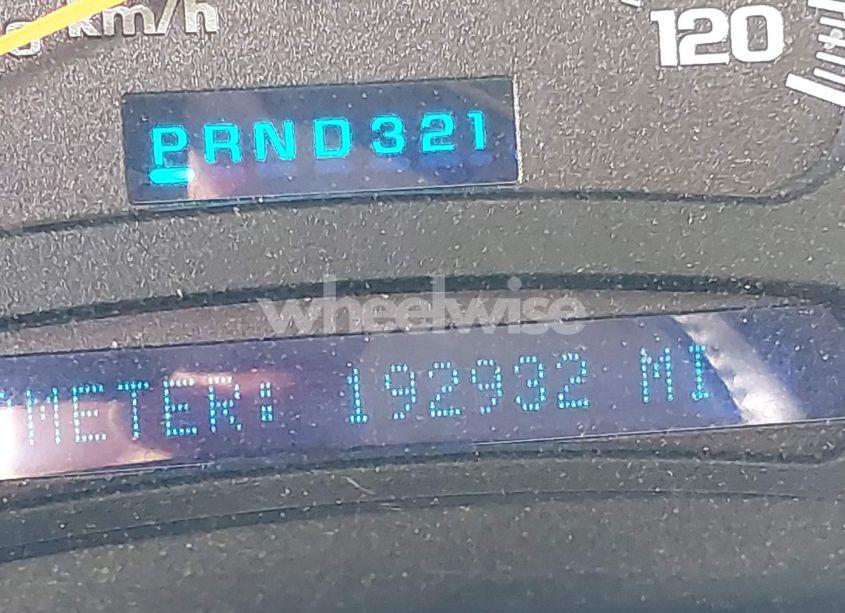 km/h
120
PRND321
wheelwise
METER: 192932 MI